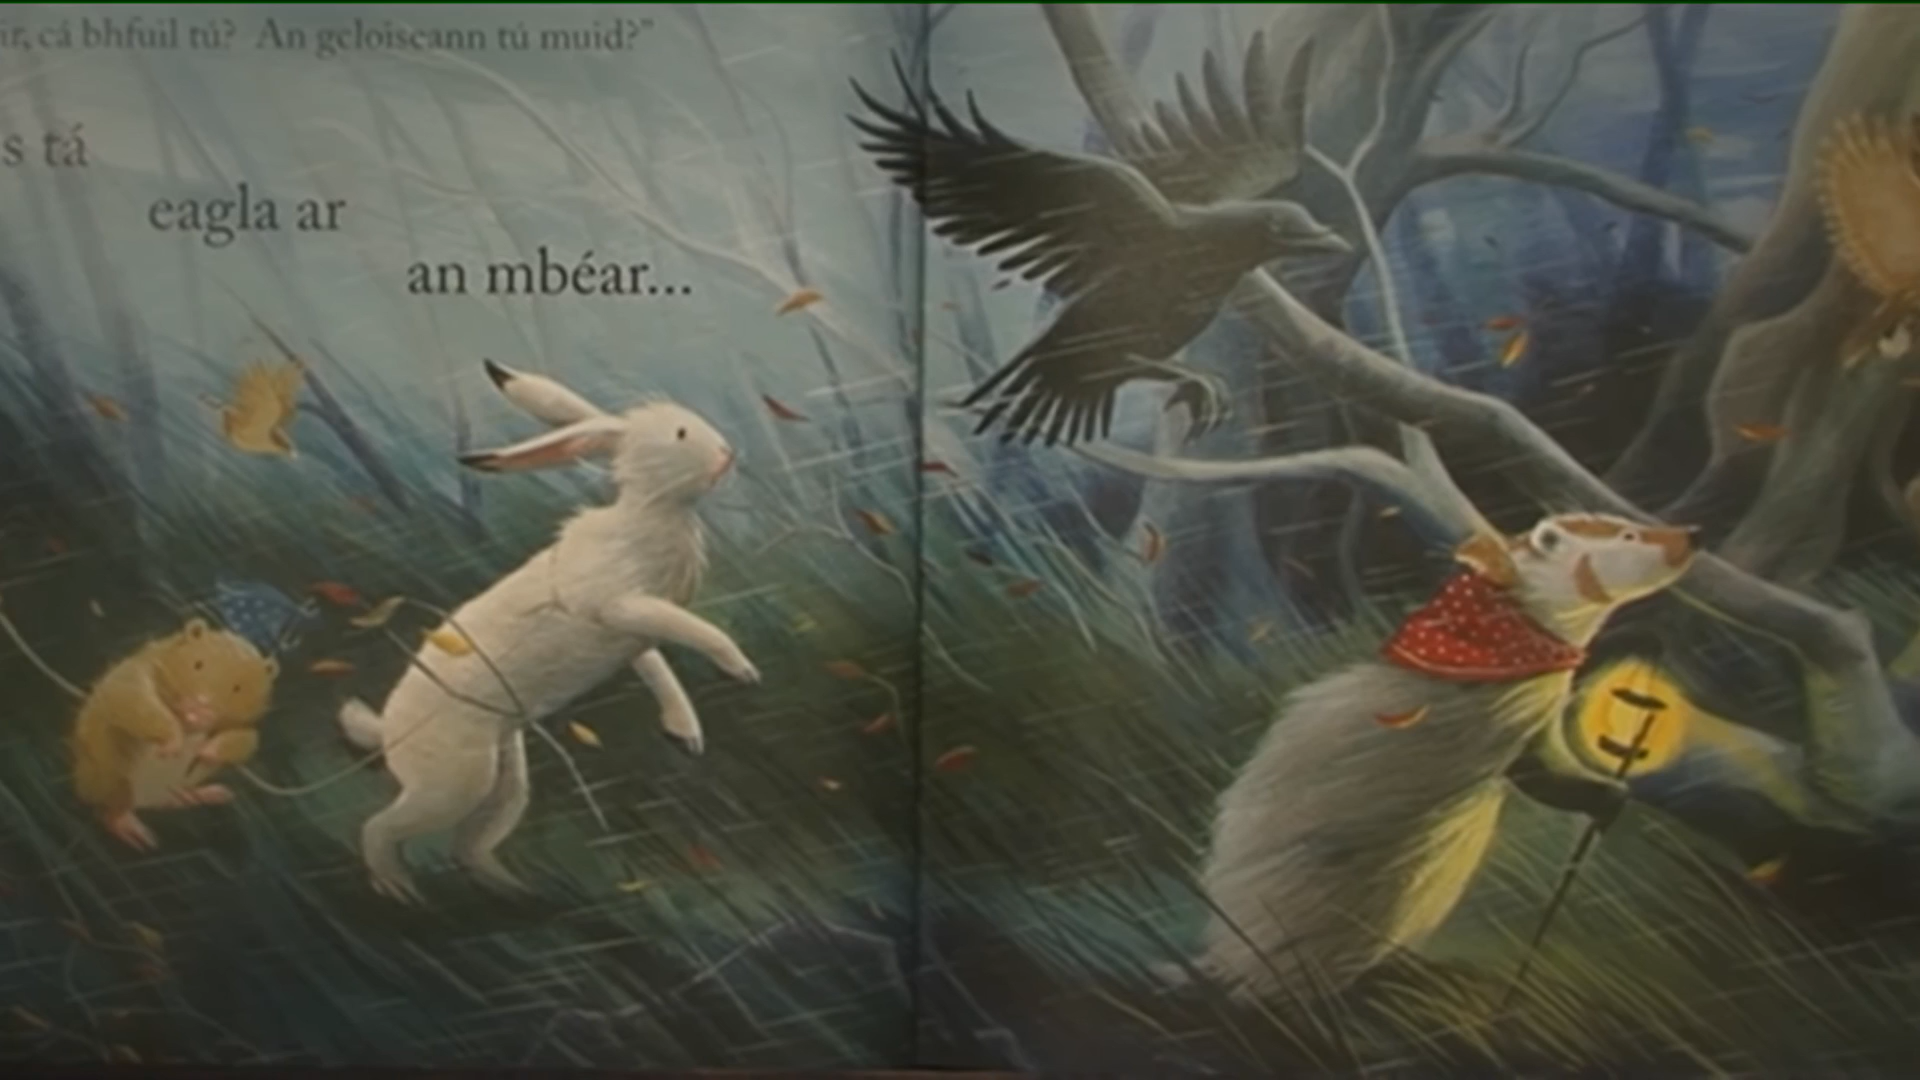 cá bhfuil tú? An gcloiseann tú muid?”
s tá
eagla ar
an mbéar...